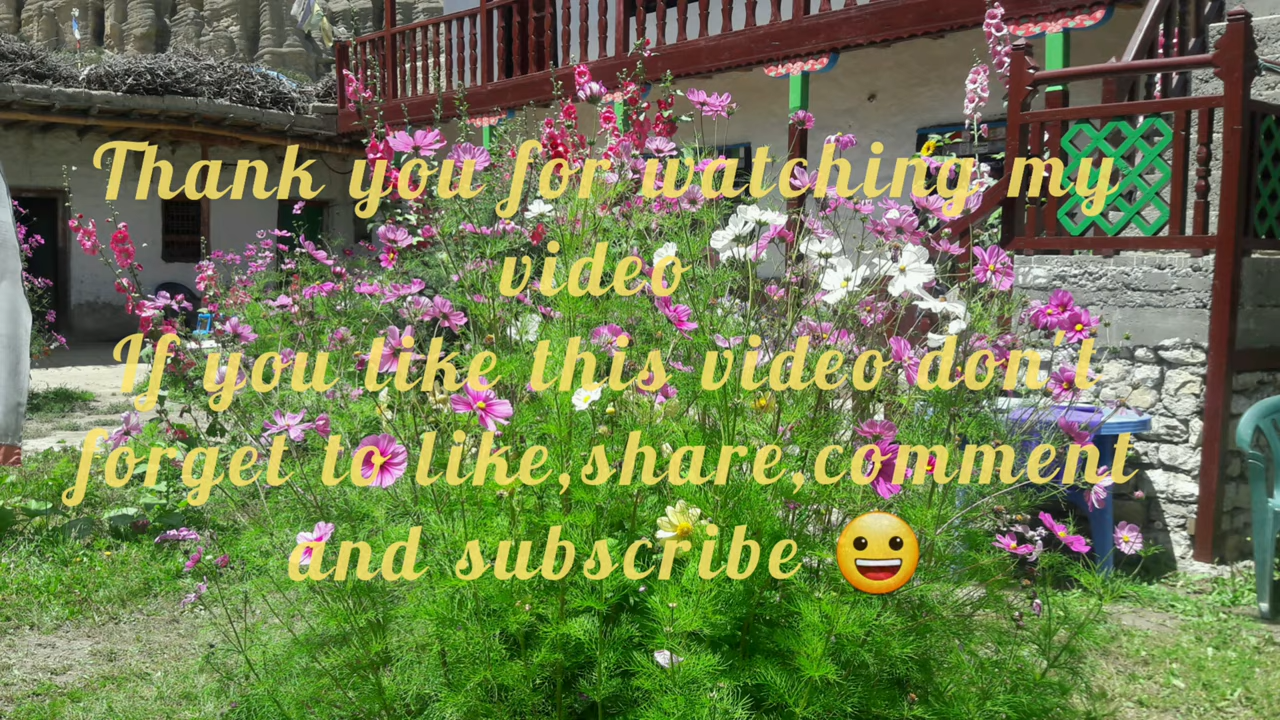 Thank you for watching my
video
If you like this video don't
forget to like,share,comment
and subscribe 😀